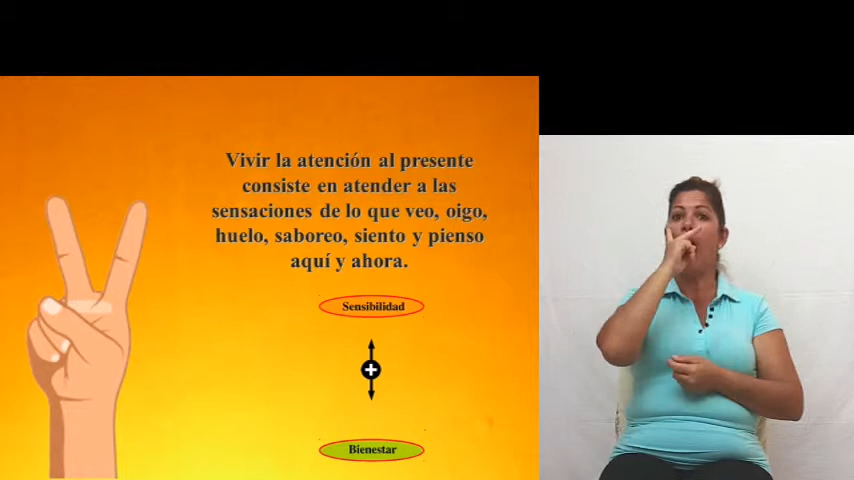 Vivir la atención al presente
consiste en atender a las
sensaciones de lo que veo, oigo,
huelo, saboreo, siento y pienso
aquí y ahora.
Sensibilidad
Bienestar